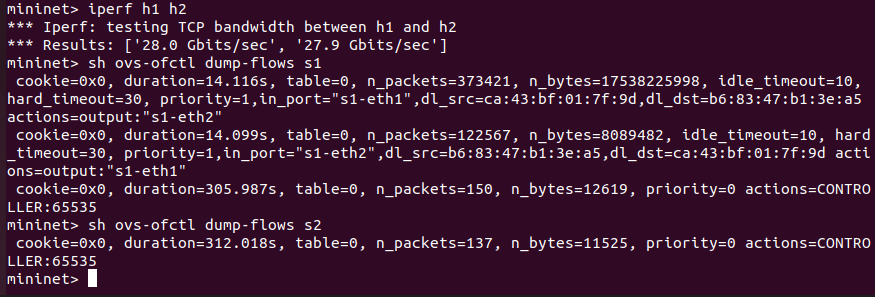 mininet> iperf h1 h2
*** Iperf: testing TCP bandwidth between h1 and h2
*** Results: ['28.0 Gbits/sec', '27.9 Gbits/sec']
mininet> sh ovs-ofctl dump-flows s1
 cookie=0x0, duration=14.116s, table=0, n_packets=373421, n_bytes=17538225998, idle_timeout=10,
hard_timeout=30, priority=1,in_port="s1-eth1",dl_src=ca:43:bf:01:7f:9d,dl_dst=b6:83:47:b1:3e:a5
actions=output:"s1-eth2"
 cookie=0x0, duration=14.099s, table=0, n_packets=122567, n_bytes=8089482, idle_timeout=10, hard
_timeout=30, priority=1,in_port="s1-eth2",dl_src=b6:83:47:b1:3e:a5,dl_dst=ca:43:bf:01:7f:9d acti
ons=output:"s1-eth1"
 cookie=0x0, duration=305.987s, table=0, n_packets=150, n_bytes=12619, priority=0 actions=CONTRO
LLER:65535
mininet> sh ovs-ofctl dump-flows s2
 cookie=0x0, duration=312.018s, table=0, n_packets=137, n_bytes=11525, priority=0 actions=CONTRO
LLER:65535
mininet>